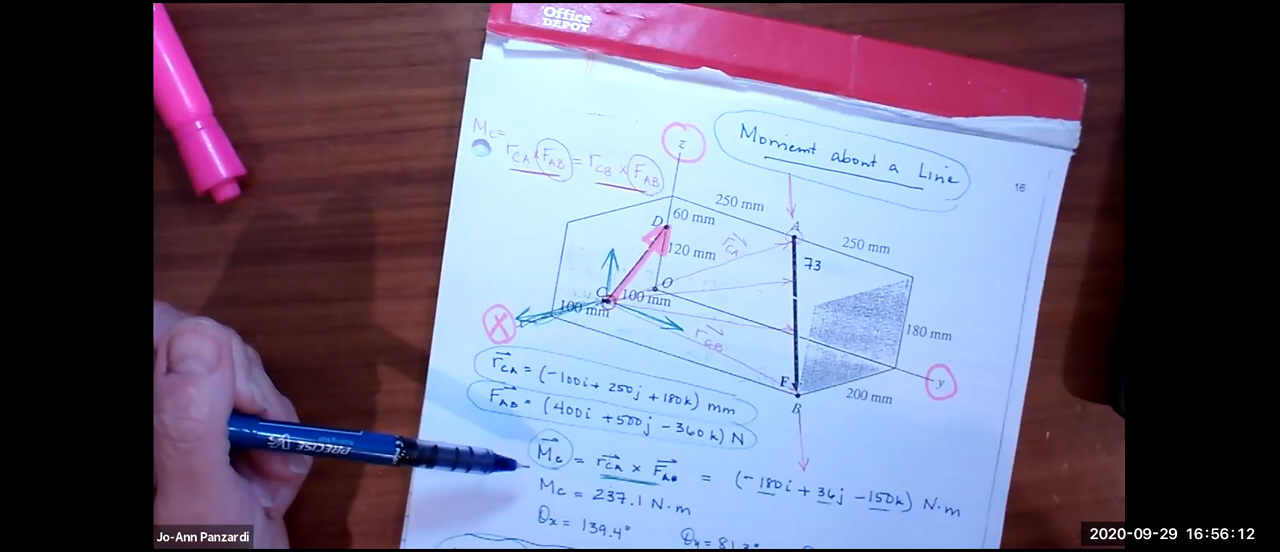 Office
DEPOT
Moment about a Line
16
Mc =
rCA × FAB = rCB × FAB
z
250 mm
A
60 mm
D
250 mm
rCA
73
120 mm
O
C
100 mm
100 mm
X
rCB
180 mm
F
y
B
200 mm
rCA = (-100i + 250j + 180k) mm
FAB = (400i + 500j - 360k) N
Mc = rCA × FAB = (-180i + 36j - 150k) N·m
Mc = 237.1 N·m
θx = 139.4°
PRECISE V5
Jo-Ann Panzardi
2020-09-29 16:56:12